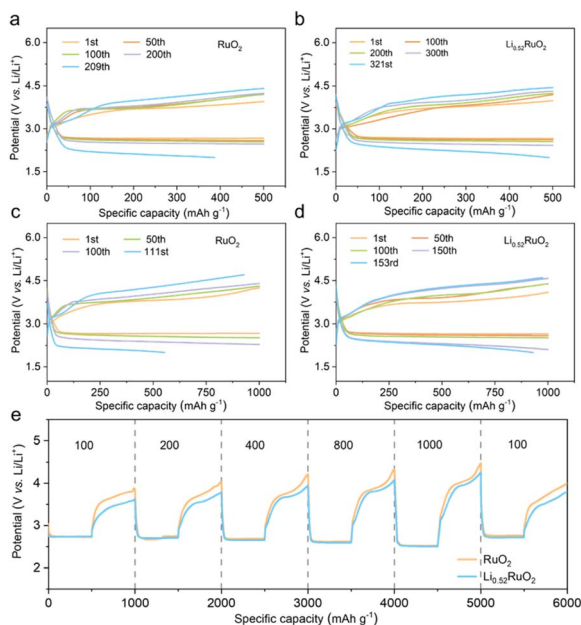 a
b
1st 50th RuO2
100th 200th
209th
1st 100th Li0.52RuO2
200th 300th
321st
Potential (V vs. Li/Li+)
6.0
4.5
3.0
1.5
0 100 200 300 400 500
Specific capacity (mAh g-1)
Potential (V vs. Li/Li+)
6.0
4.5
3.0
1.5
0 100 200 300 400 500
Specific capacity (mAh g-1)
c
d
1st 50th RuO2
100th 111st
1st 50th Li0.52RuO2
100th 150th
153rd
Potential (V vs. Li/Li+)
6.0
4.5
3.0
1.5
0 250 500 750 1000
Specific capacity (mAh g-1)
Potential (V vs. Li/Li+)
6.0
4.5
3.0
1.5
0 250 500 750 1000
Specific capacity (mAh g-1)
e
Potential (V vs. Li/Li+)
5
4
3
2
100 200 400 800 1000 100
RuO2
Li0.52RuO2
0 1000 2000 3000 4000 5000 6000
Specific capacity (mAh g-1)